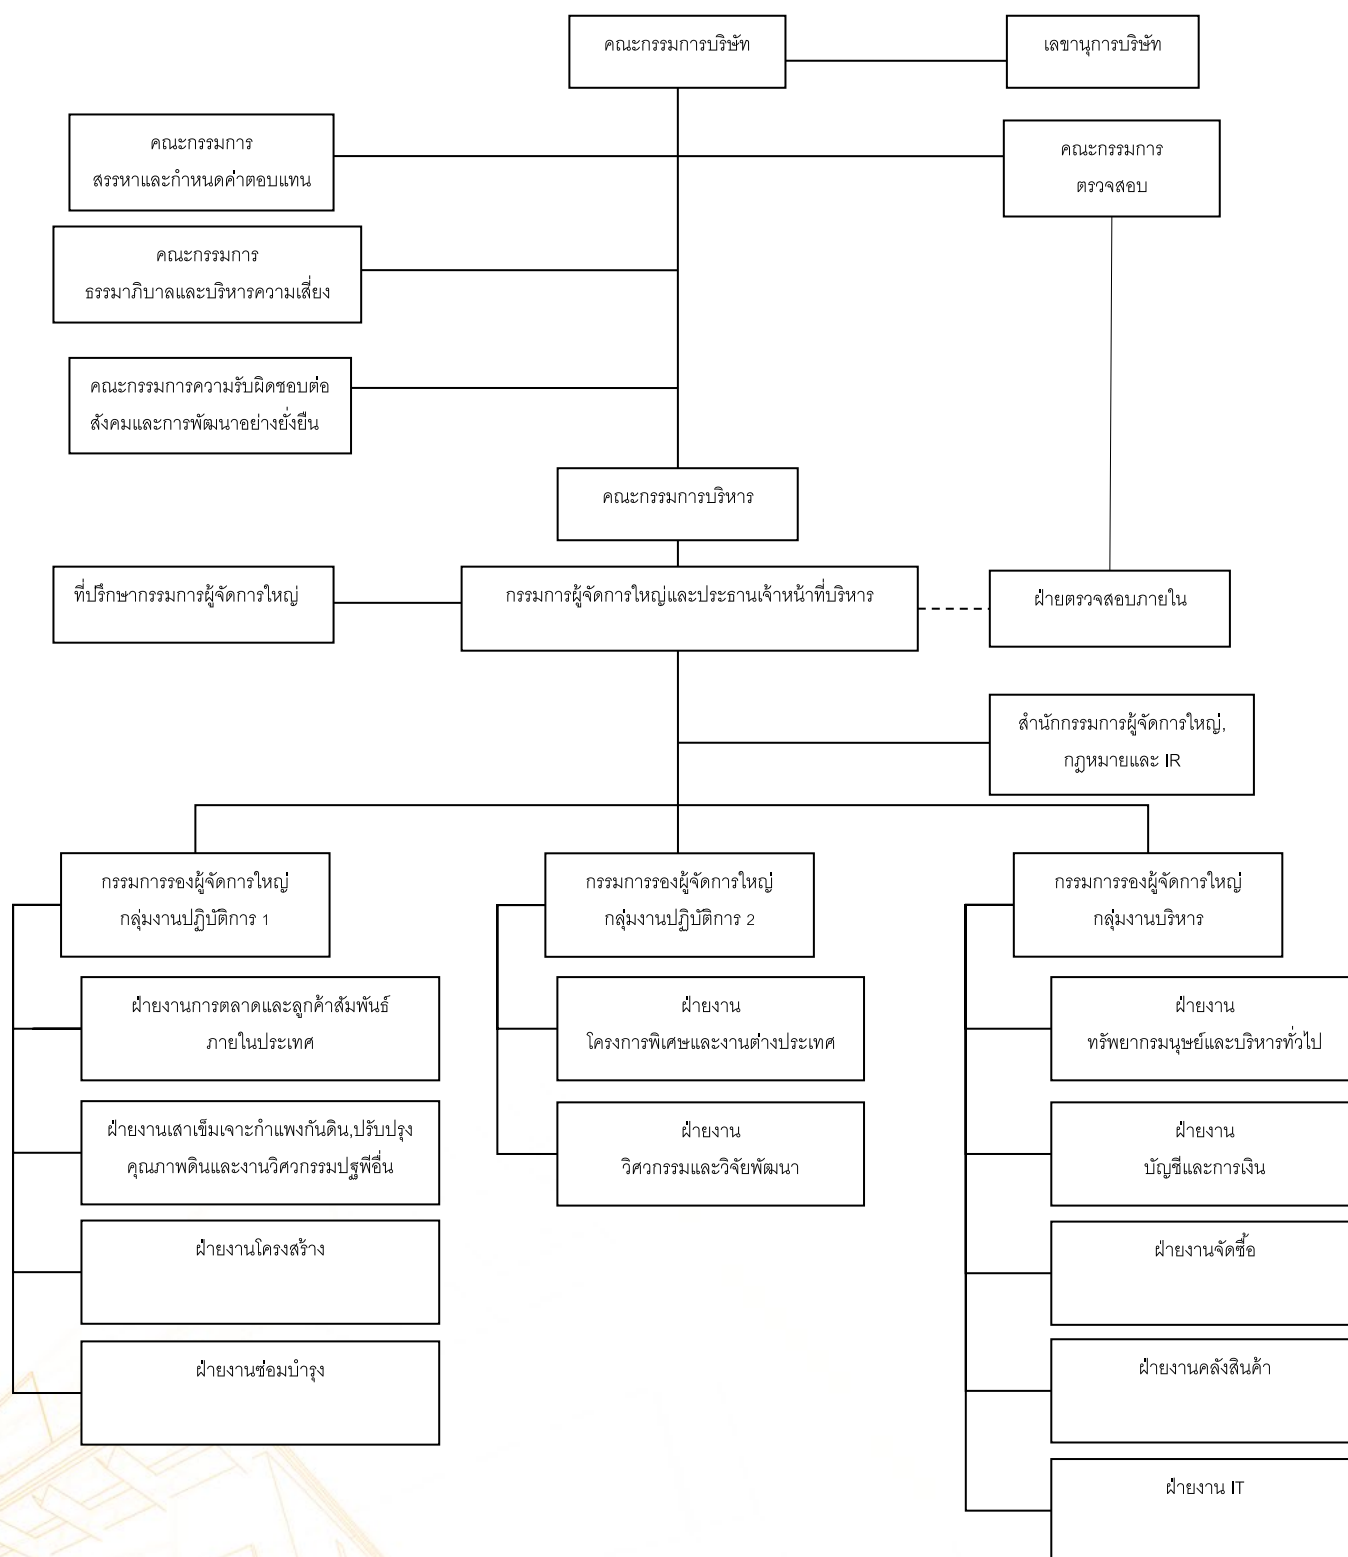 คณะกรรมการบริษัท
เลขานุการบริษัท
คณะกรรมการ
สรรหาและกำหนดค่าตอบแทน
คณะกรรมการ
ตรวจสอบ
คณะกรรมการ
ธรรมาภิบาลและบริหารความเสี่ยง
คณะกรรมการความรับผิดชอบต่อ
สังคมและการพัฒนาอย่างยั่งยืน
คณะกรรมการบริหาร
ที่ปรึกษากรรมการผู้จัดการใหญ่
กรรมการผู้จัดการใหญ่และประธานเจ้าหน้าที่บริหาร
ฝ่ายตรวจสอบภายใน
สำนักกรรมการผู้จัดการใหญ่,
กฎหมายและ IR
กรรมการรองผู้จัดการใหญ่
กลุ่มงานปฏิบัติการ 1
กรรมการรองผู้จัดการใหญ่
กลุ่มงานปฏิบัติการ 2
กรรมการรองผู้จัดการใหญ่
กลุ่มงานบริหาร
ฝ่ายงานการตลาดและลูกค้าสัมพันธ์
ภายในประเทศ
ฝ่ายงาน
โครงการพิเศษและงานต่างประเทศ
ฝ่ายงาน
ทรัพยากรมนุษย์และบริหารทั่วไป
ฝ่ายงานเสาเข็มเจาะกำแพงกันดิน,ปรับปรุง
คุณภาพดินและงานวิศวกรรมปฐพีอื่น
ฝ่ายงาน
วิศวกรรมและวิจัยพัฒนา
ฝ่ายงาน
บัญชีและการเงิน
ฝ่ายงานโครงสร้าง
ฝ่ายงานจัดซื้อ
ฝ่ายงานซ่อมบำรุง
ฝ่ายงานคลังสินค้า
ฝ่ายงาน IT